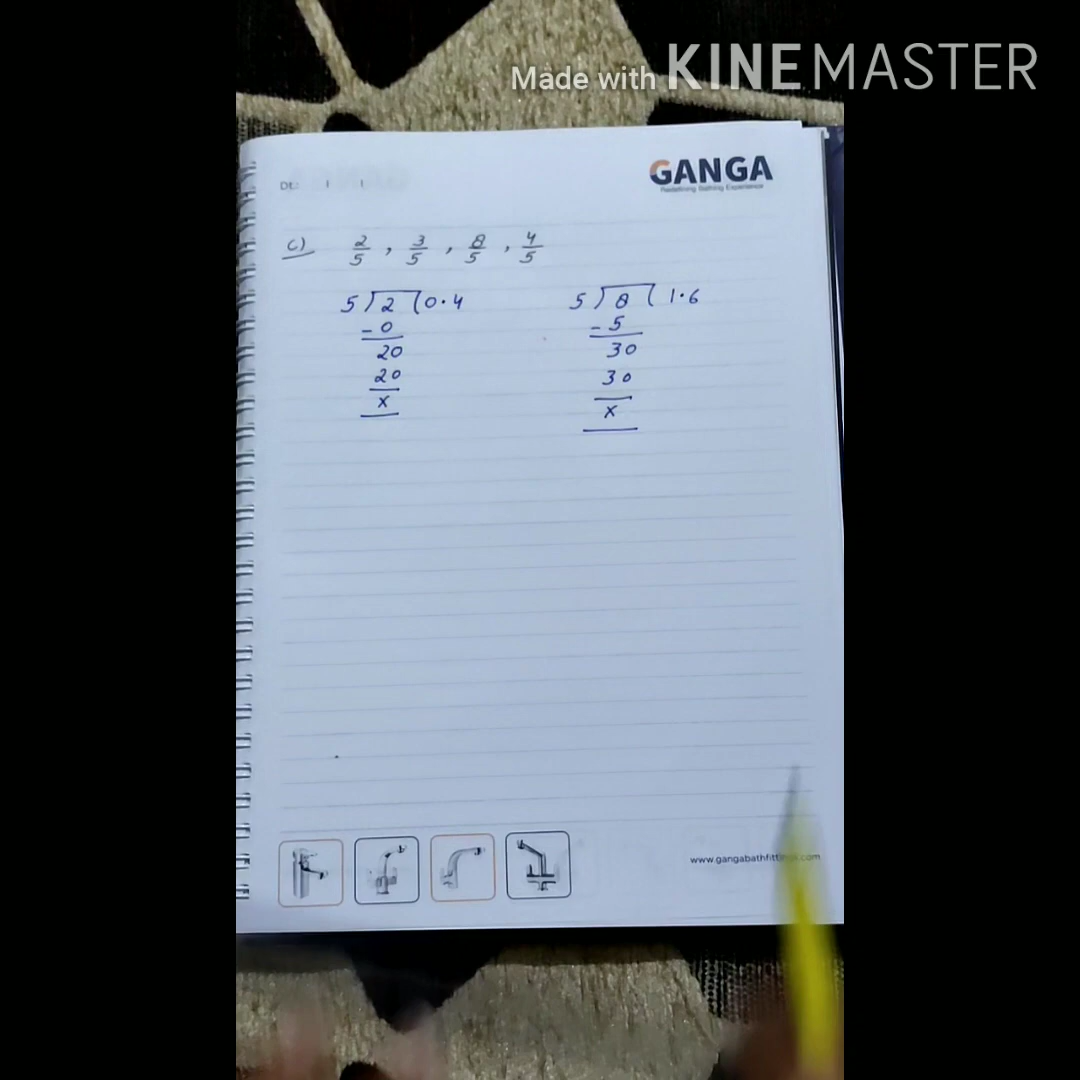 Made with KINEMASTER
GANGA
Redefining Bathing Experience
Dt.: / /
c) 2/5 , 3/5 , 8/5 , 4/5
5 ) 2 ( 0.4
- 0
20
20
x
5 ) 8 ( 1.6
- 5
30
30
x
www.gangabathfittings.com